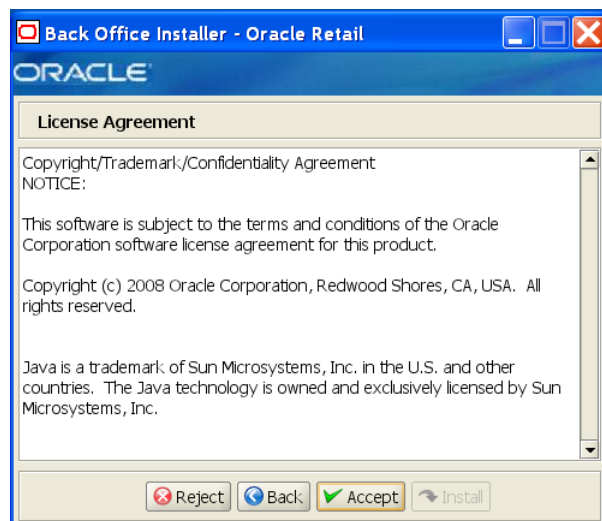 Back Office Installer - Oracle Retail
ORACLE
License Agreement
Copyright/Trademark/Confidentiality Agreement
NOTICE:
This software is subject to the terms and conditions of the Oracle
Corporation software license agreement for this product.
Copyright (c) 2008 Oracle Corporation, Redwood Shores, CA, USA. All
rights reserved.
Java is a trademark of Sun Microsystems, Inc. in the U.S. and other
countries. The Java technology is owned and exclusively licensed by Sun
Microsystems, Inc.
Reject Back Accept Install